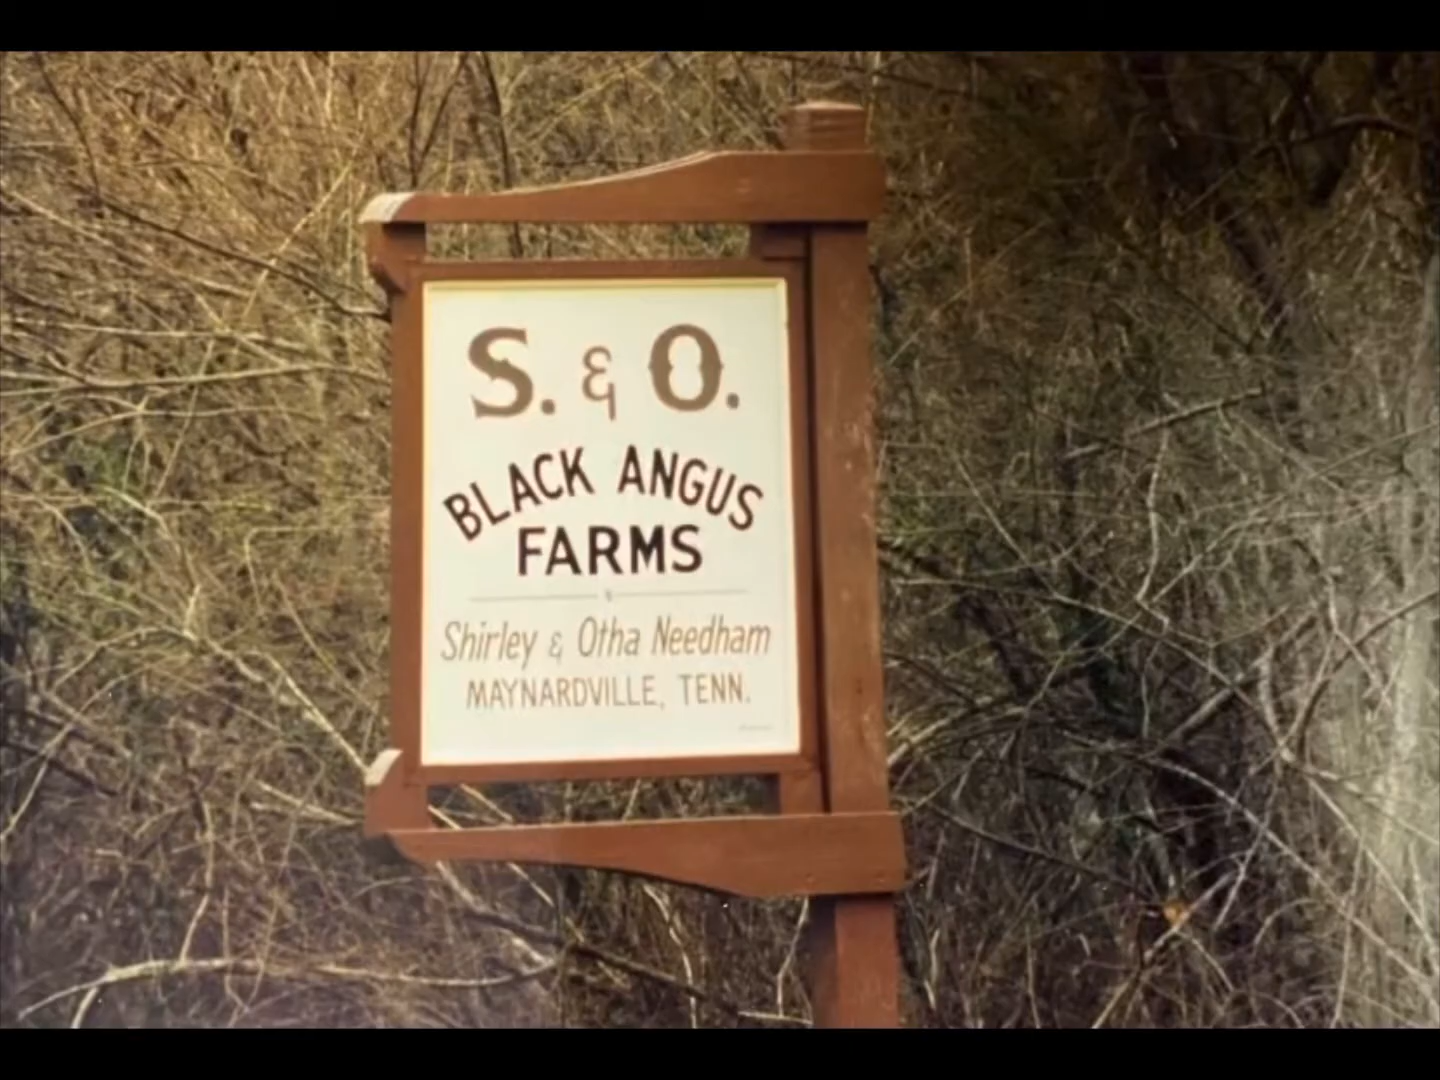 S. & O.
BLACK ANGUS
FARMS
Shirley & Otha Needham
MAYNARDVILLE, TENN.